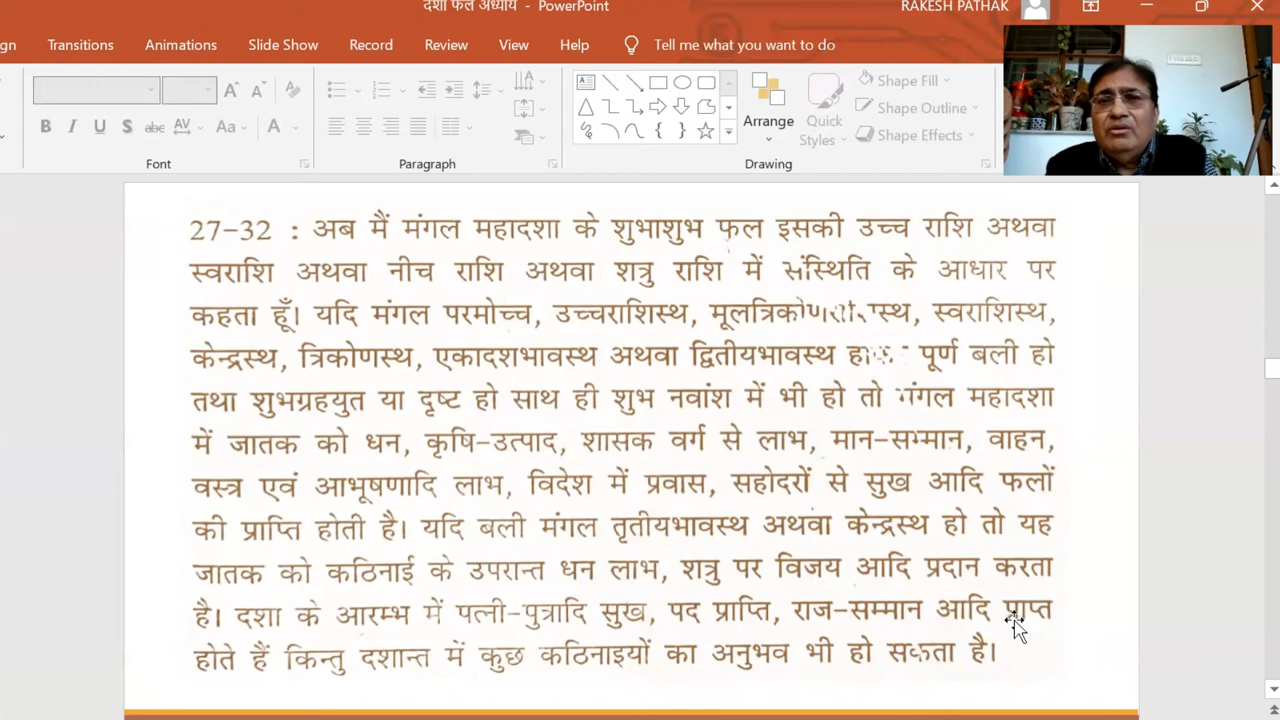 दशा फल अध्याय - PowerPoint
RAKESH PATHAK
gn Transitions Animations Slide Show Record Review View Help Tell me what you want to do
Shape Fill
Shape Outline
Shape Effects
Arrange Quick Styles
Font Paragraph Drawing
27-32 : अब मैं मंगल महादशा के शुभाशुभ फल इसकी उच्च राशि अथवा
स्वराशि अथवा नीच राशि अथवा शत्रु राशि में संस्थिति के आधार पर
कहता हूँ। यदि मंगल परमोच्च, उच्चराशिस्थ, स्वराशिस्थ,
केन्द्रस्थ, त्रिकोणस्थ, एकादशभावस्थ अथवा द्वितीयभावस्थ पूर्ण बली हो
तथा शुभग्रहयुत या दृष्ट हो साथ ही शुभ नवांश में भी हो तो मंगल महादशा
में जातक को धन, कृषि-उत्पाद, शासक वर्ग से लाभ, मान-सम्मान, वाहन,
वस्त्र एवं आभूषणादि लाभ, विदेश में प्रवास, सहोदरों से सुख आदि फलों
की प्राप्ति होती है। यदि बली मंगल तृतीयभावस्थ अथवा केन्द्रस्थ हो तो यह
जातक को कठिनाई के उपरान्त धन लाभ, शत्रु पर विजय आदि प्रदान करता
है। दशा के आरम्भ में पत्नी-पुत्रादि सुख, पद प्राप्ति, राज-सम्मान आदि प्राप्त
होते हैं किन्तु दशान्त में कुछ कठिनाइयों का अनुभव भी हो सकता है।